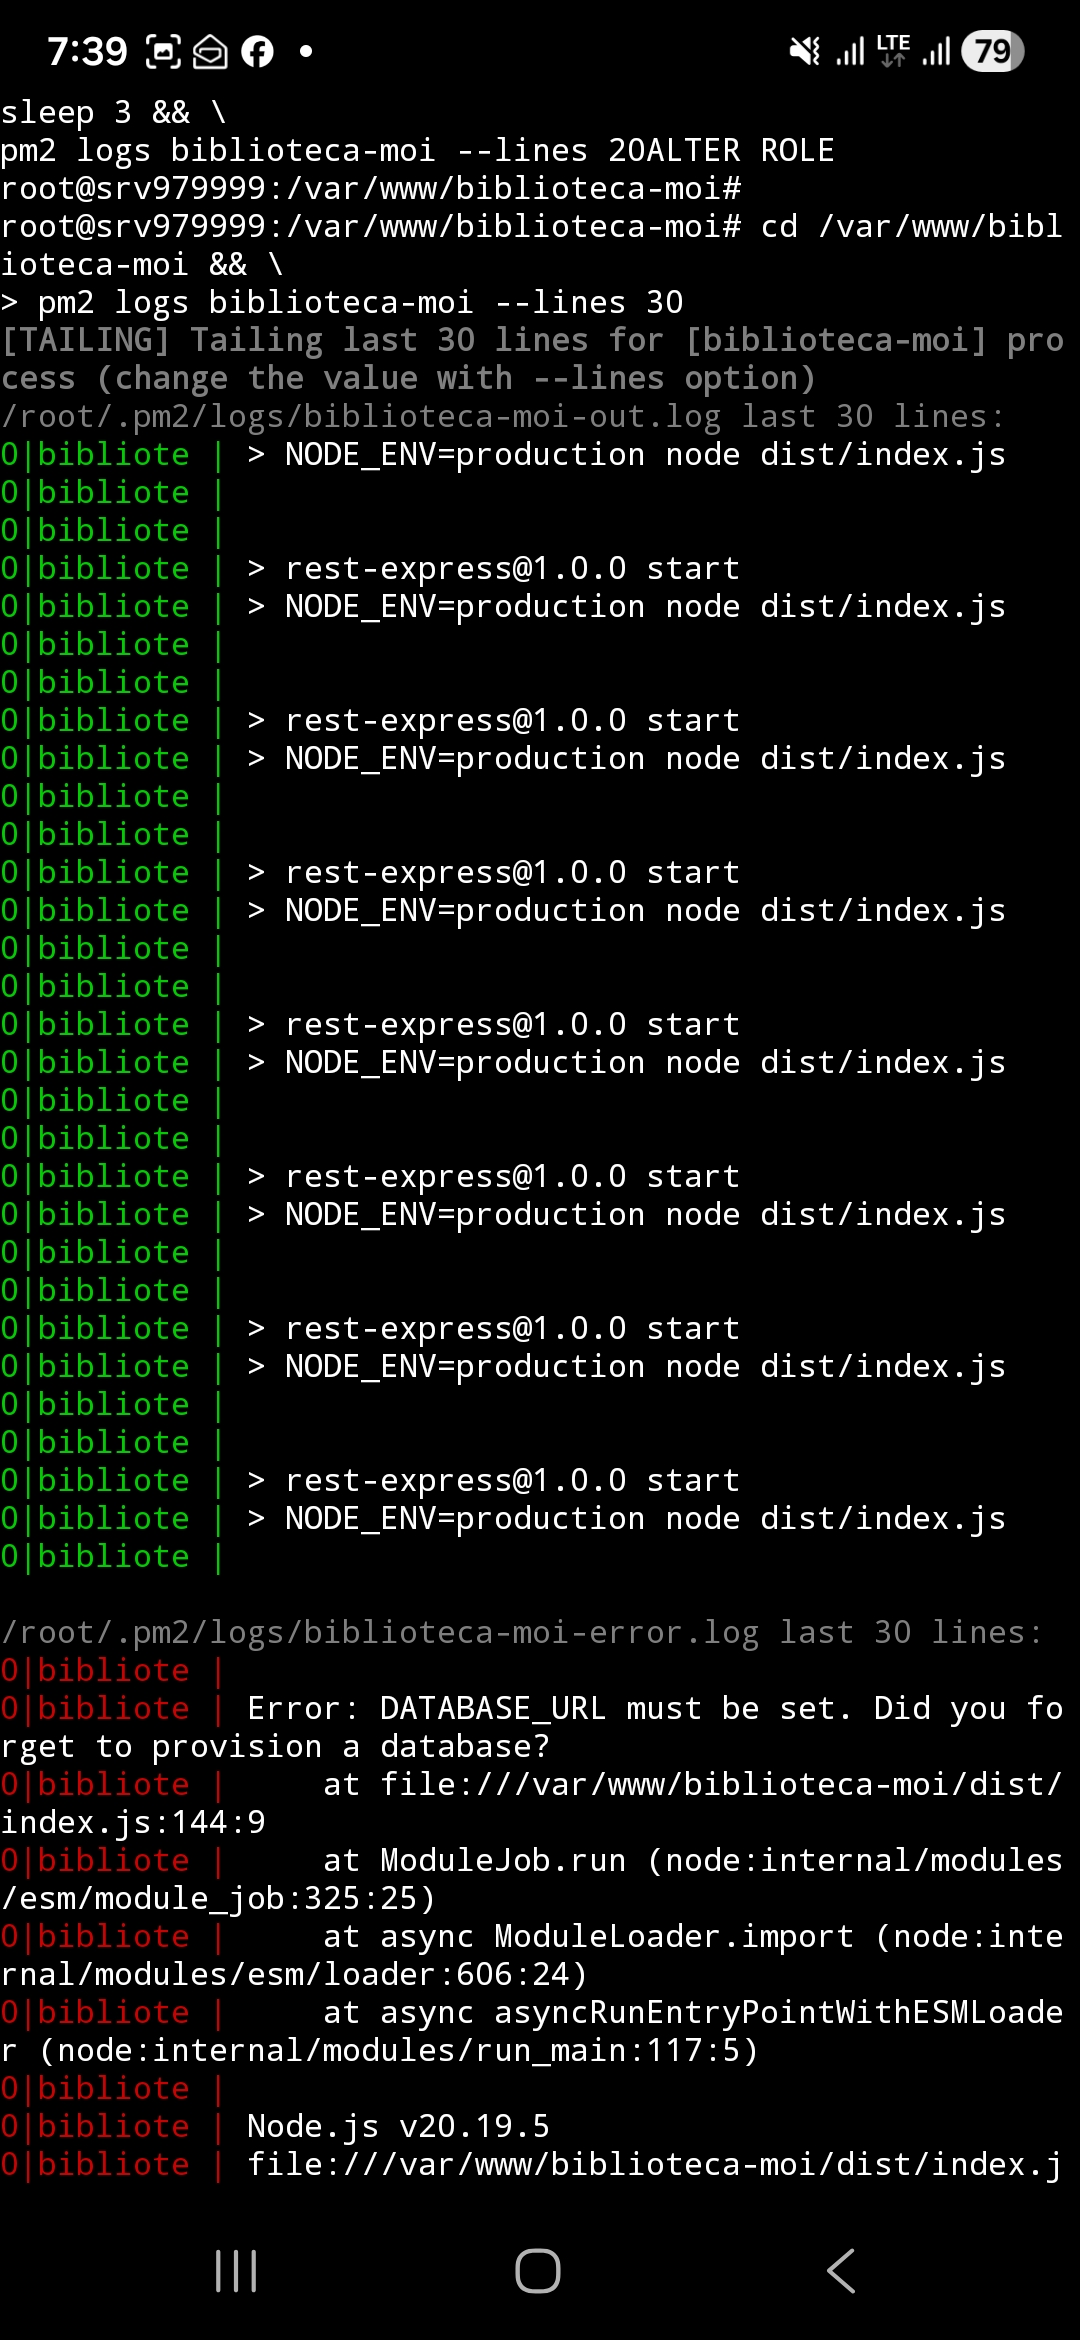 7:39
LTE
79
sleep 3 && \
pm2 logs biblioteca-moi --lines 20ALTER ROLE
root@srv979999:/var/www/biblioteca-moi#
root@srv979999:/var/www/biblioteca-moi# cd /var/www/bibl
ioteca-moi && \
> pm2 logs biblioteca-moi --lines 30
[TAILING] Tailing last 30 lines for [biblioteca-moi] pro
cess (change the value with --lines option)
/root/.pm2/logs/biblioteca-moi-out.log last 30 lines:
0|bibliote | > NODE_ENV=production node dist/index.js
0|bibliote |
0|bibliote |
0|bibliote | > rest-express@1.0.0 start
0|bibliote | > NODE_ENV=production node dist/index.js
0|bibliote |
0|bibliote |
0|bibliote | > rest-express@1.0.0 start
0|bibliote | > NODE_ENV=production node dist/index.js
0|bibliote |
0|bibliote |
0|bibliote | > rest-express@1.0.0 start
0|bibliote | > NODE_ENV=production node dist/index.js
0|bibliote |
0|bibliote |
0|bibliote | > rest-express@1.0.0 start
0|bibliote | > NODE_ENV=production node dist/index.js
0|bibliote |
0|bibliote |
0|bibliote | > rest-express@1.0.0 start
0|bibliote | > NODE_ENV=production node dist/index.js
0|bibliote |
0|bibliote |
0|bibliote | > rest-express@1.0.0 start
0|bibliote | > NODE_ENV=production node dist/index.js
0|bibliote |
0|bibliote |
0|bibliote | > rest-express@1.0.0 start
0|bibliote | > NODE_ENV=production node dist/index.js
0|bibliote |
/root/.pm2/logs/biblioteca-moi-error.log last 30 lines:
0|bibliote |
0|bibliote | Error: DATABASE_URL must be set. Did you fo
rget to provision a database?
0|bibliote |     at file:///var/www/biblioteca-moi/dist/
index.js:144:9
0|bibliote |     at ModuleJob.run (node:internal/modules
/esm/module_job:325:25)
0|bibliote |     at async ModuleLoader.import (node:inte
rnal/modules/esm/loader:606:24)
0|bibliote |     at async asyncRunEntryPointWithESMLoade
r (node:internal/modules/run_main:117:5)
0|bibliote |
0|bibliote | Node.js v20.19.5
0|bibliote | file:///var/www/biblioteca-moi/dist/index.j